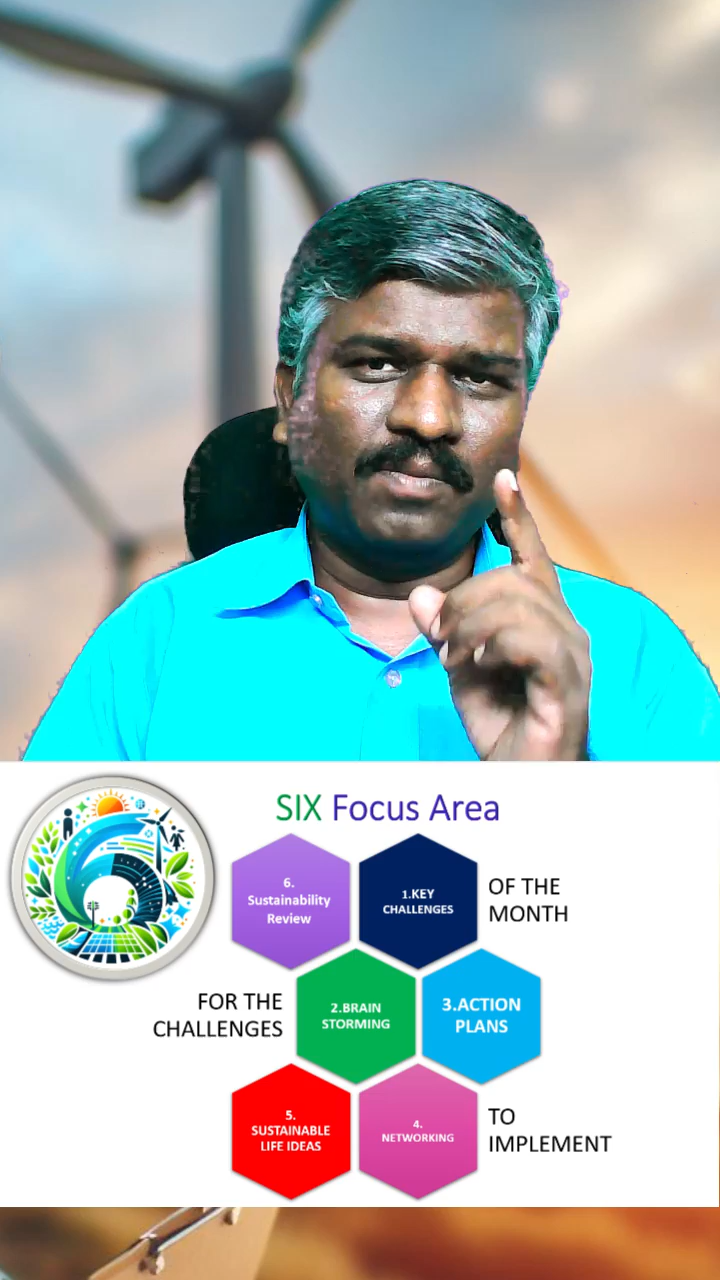 SIX Focus Area
6.
Sustainability
Review
1.KEY
CHALLENGES
OF THE
MONTH
FOR THE
CHALLENGES
2.BRAIN
STORMING
3.ACTION
PLANS
5.
SUSTAINABLE
LIFE IDEAS
4.
NETWORKING
TO
IMPLEMENT